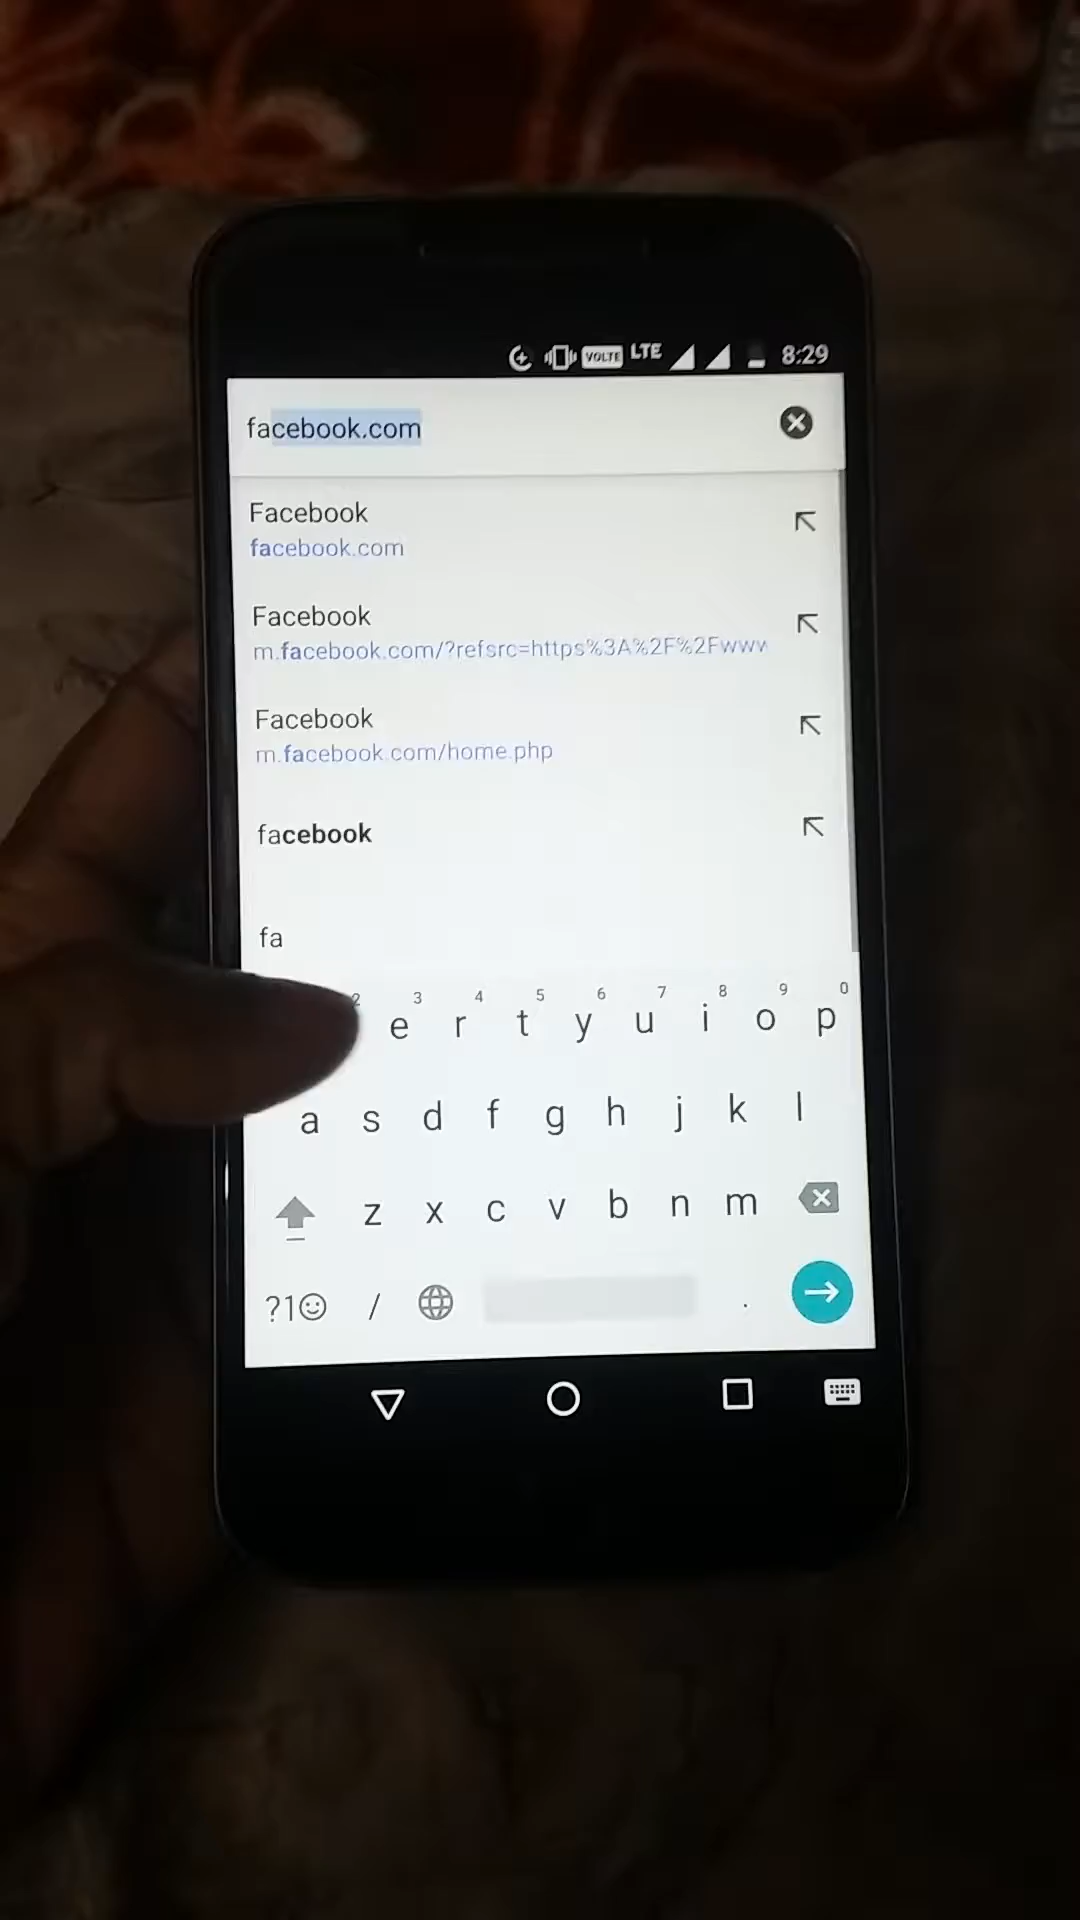 VOLTE LTE 8:29
facebook.com
Facebook
facebook.com
Facebook
m.facebook.com/?refsrc=https%3A%2F%2Fwww
Facebook
m.facebook.com/home.php
facebook
fa
2 3 4 5 6 7 8 9 0
e r t y u i o p
a s d f g h j k l
z x c v b n m
?1☺ / .